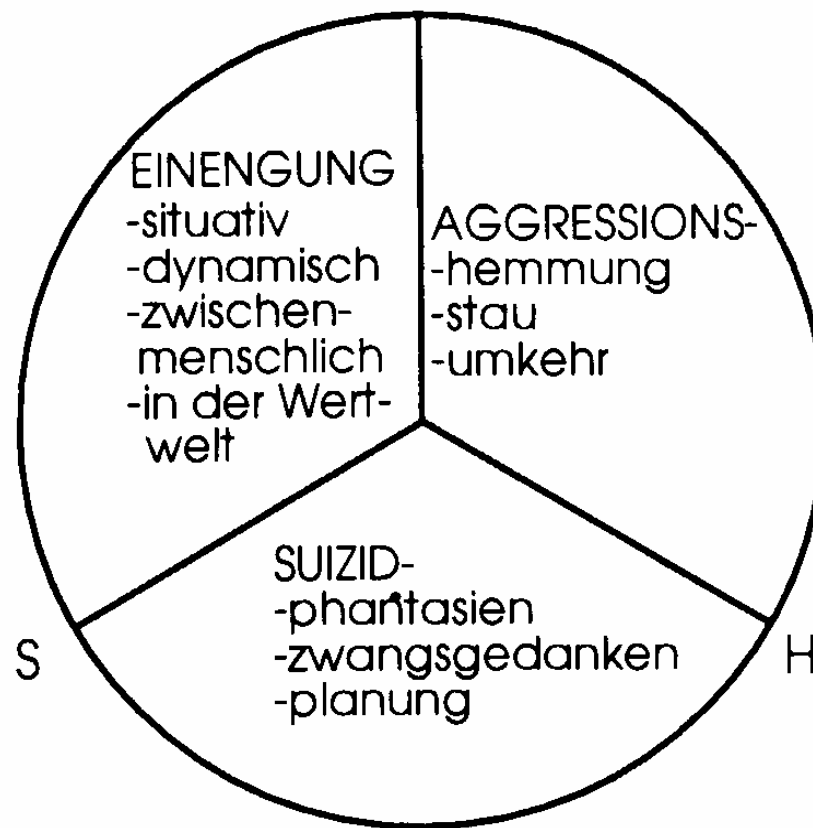 EINENGUNG
-situativ
-dynamisch
-zwischen-
menschlich
-in der Wert-
welt
AGGRESSIONS-
-hemmung
-stau
-umkehr
SUIZID-
-phantasien
-zwangsgedanken
-planung
S
H